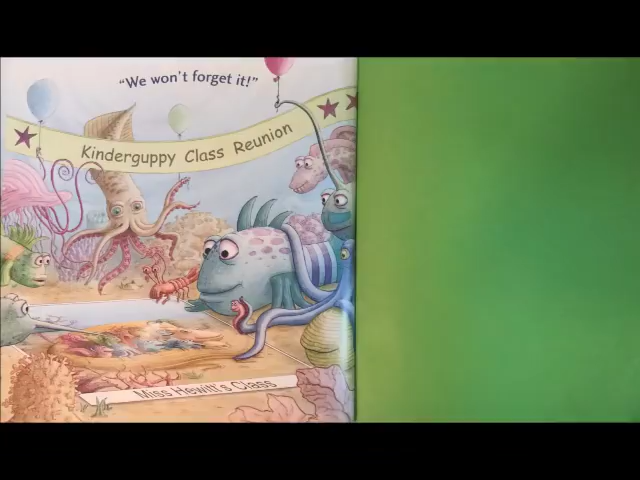 "We won't forget it!"
Kinderguppy Class Reunion
Miss Hewitt's Class